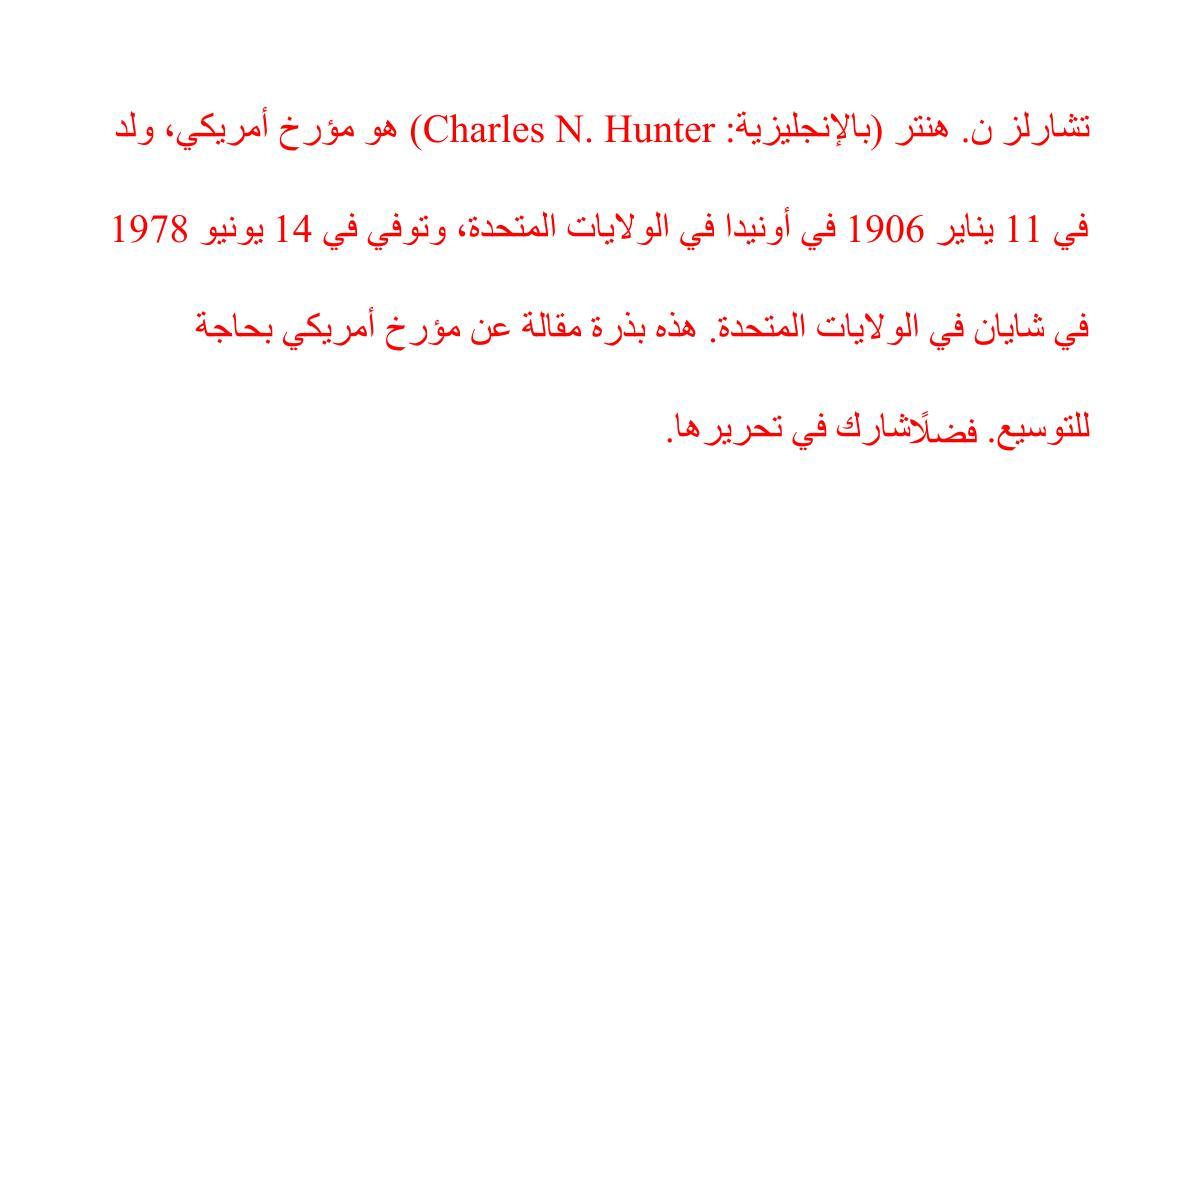 تشارلز ن. هنتر (بالإنجليزية: Charles N. Hunter) هو مؤرخ أمريكي، ولد
في 11 يناير 1906 في أونيدا في الولايات المتحدة، وتوفي في 14 يونيو 1978
في شايان في الولايات المتحدة. هذه بذرة مقالة عن مؤرخ أمريكي بحاجة
للتوسيع. فضلًاشارك في تحريرها.